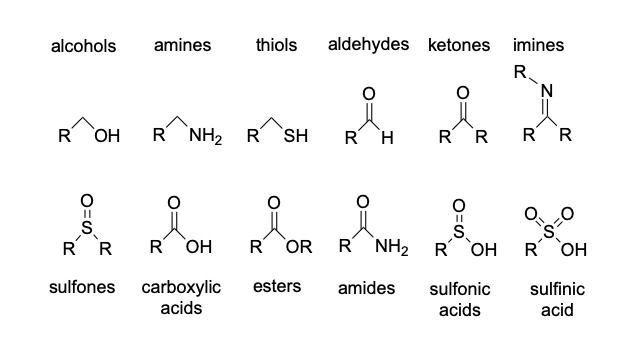 alcohols amines thiols aldehydes ketones imines
R
O O N
R OH R NH2 R SH R H R R R R
O O O O O O O
S S S
R R R OH R OR R NH2 R OH R OH
sulfones carboxylic acids esters amides sulfonic acids sulfinic acid